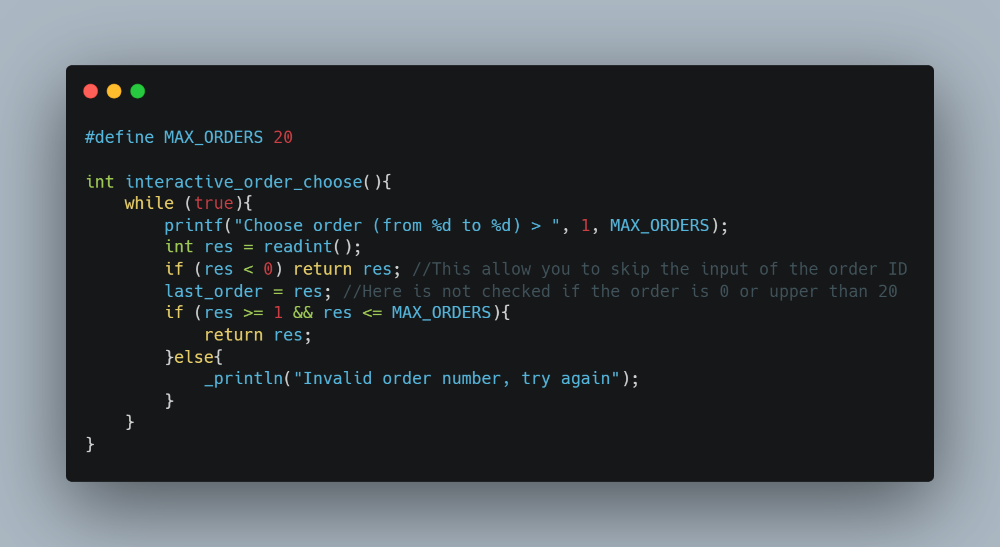 #define MAX_ORDERS 20
int interactive_order_choose(){
    while (true){
        printf("Choose order (from %d to %d) > ", 1, MAX_ORDERS);
        int res = readint();
        if (res < 0) return res; //This allow you to skip the input of the order ID
        last_order = res; //Here is not checked if the order is 0 or upper than 20
        if (res >= 1 && res <= MAX_ORDERS){
            return res;
        }else{
            _println("Invalid order number, try again");
        }
    }
}